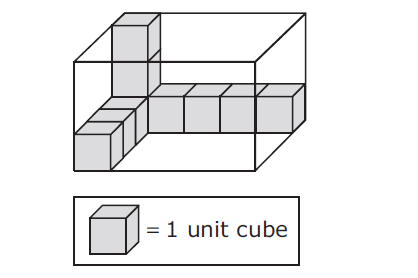 = 1 unit cube